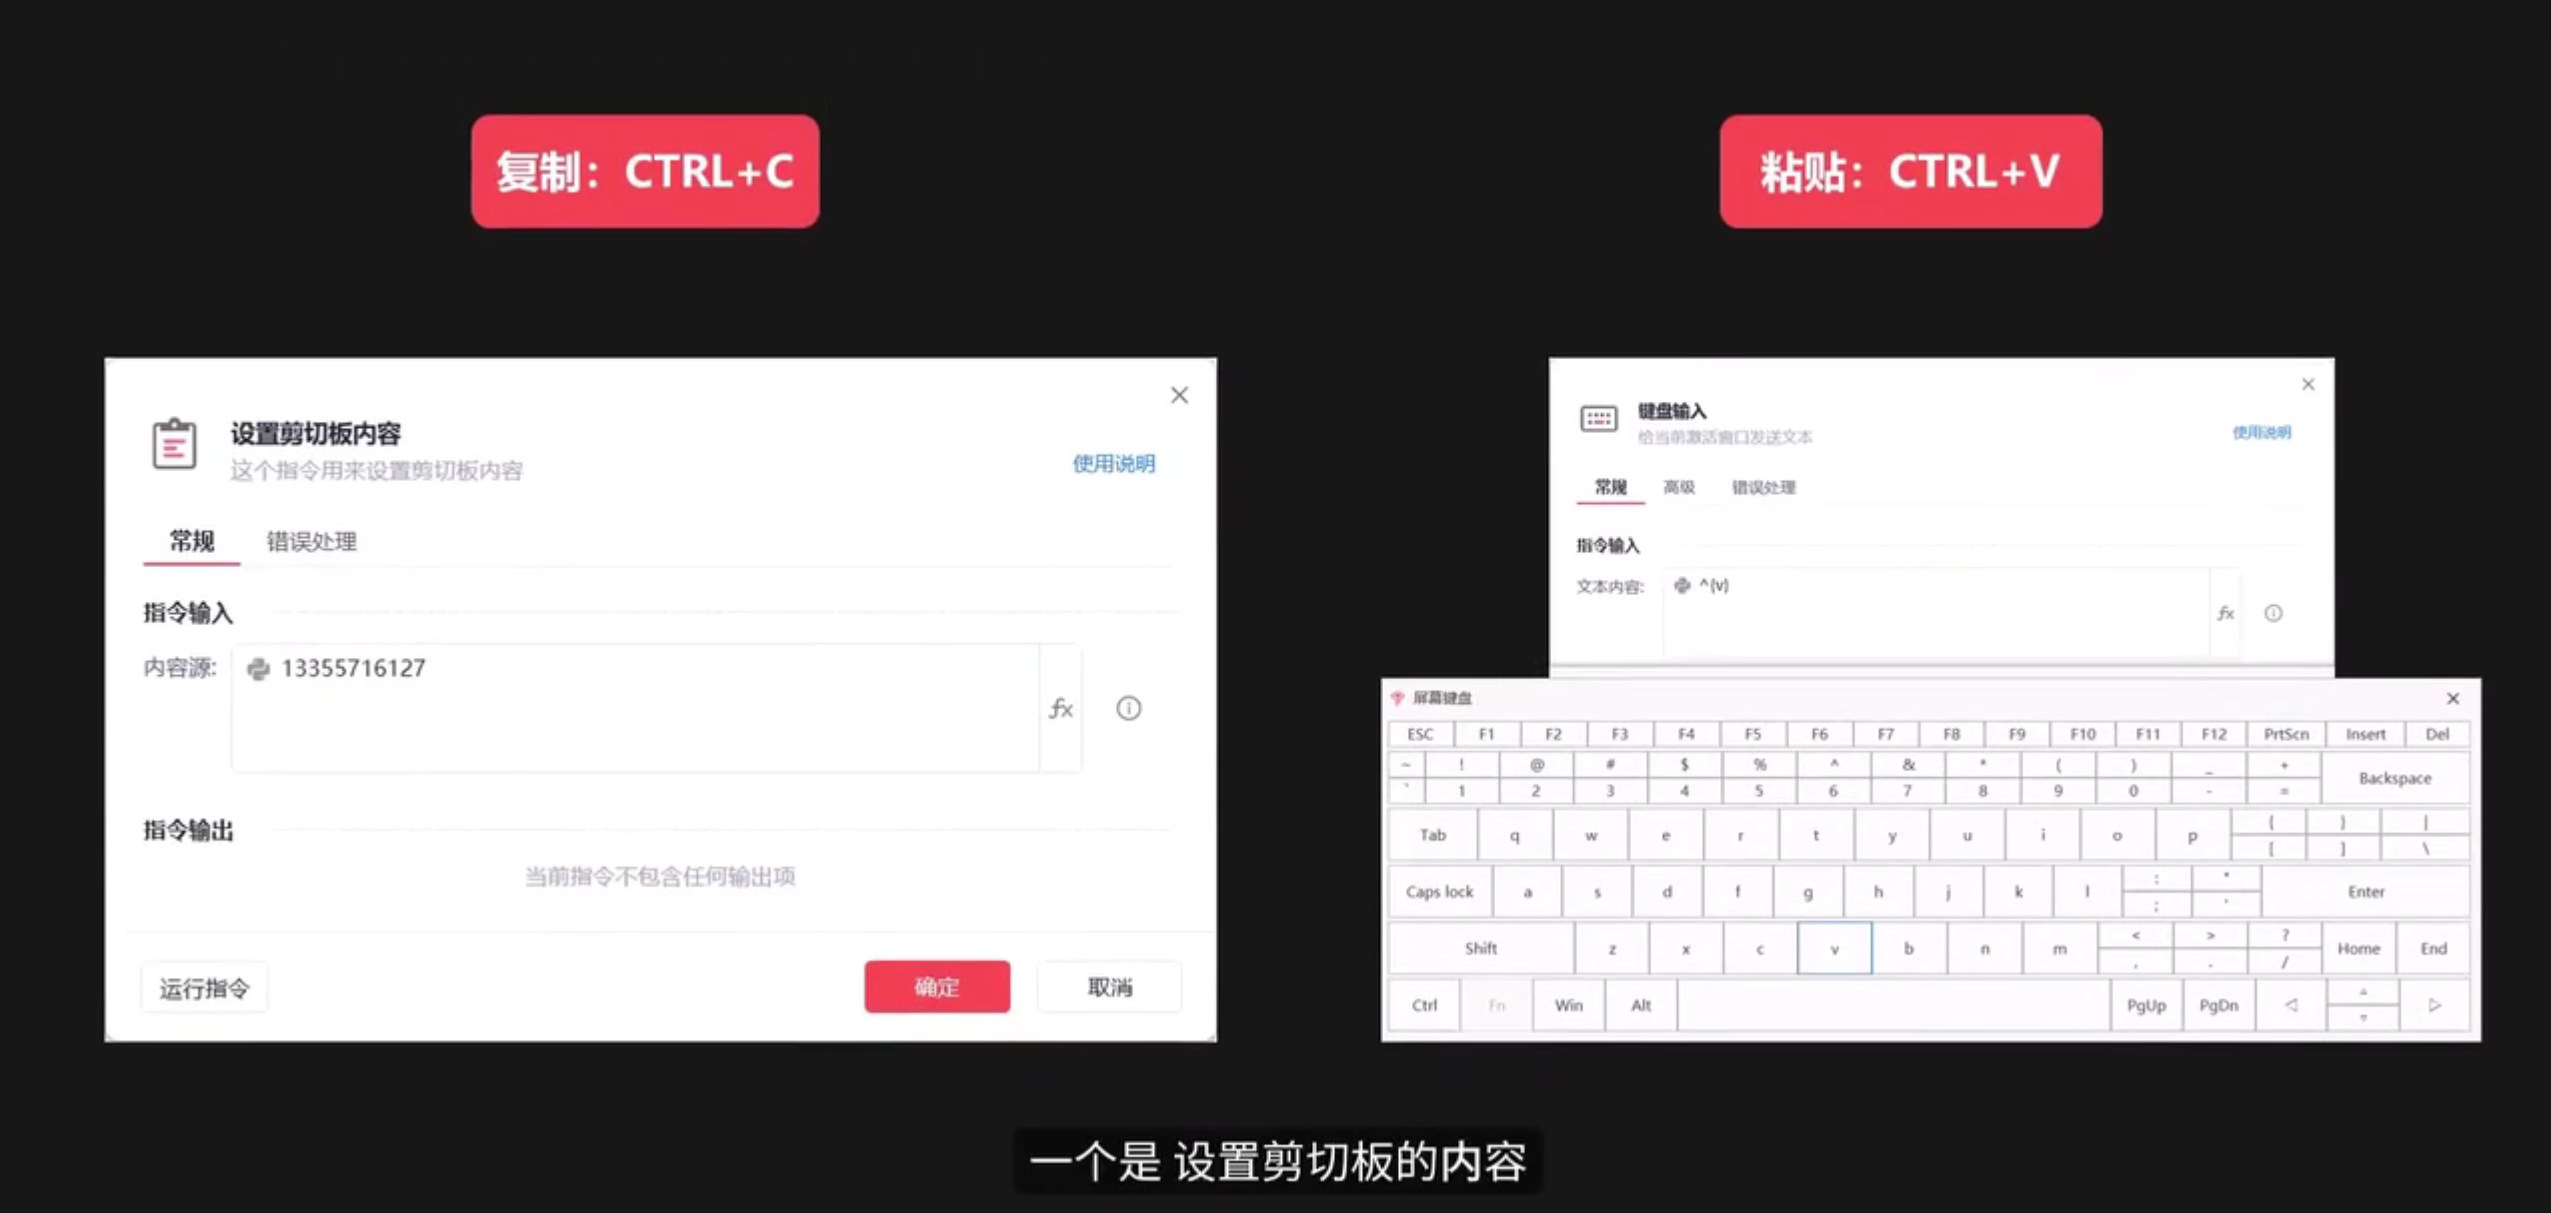 复制：CTRL+C
粘贴：CTRL+V
设置剪切板内容
这个指令用来设置剪切板内容
使用说明
常规 错误处理
指令输入
内容源: 13355716127
fx
指令输出
当前指令不包含任何输出项
运行指令 确定 取消
键盘输入
给当前激活窗口发送文本
使用说明
常规 高级 错误处理
指令输入
文本内容: ^(v)
fx
屏幕键盘
ESC F1 F2 F3 F4 F5 F6 F7 F8 F9 F10 F11 F12 PrtScn Insert Del
~ ! @ # $ % ^ & * ( ) _ + Backspace
` 1 2 3 4 5 6 7 8 9 0 - =
Tab q w e r t y u i o p { } |
[ ] \
Caps lock a s d f g h j k l : " Enter
; '
Shift z x c v b n m < > ? Home End
, . /
Ctrl Fn Win Alt PgUp PgDn
一个是 设置剪切板的内容